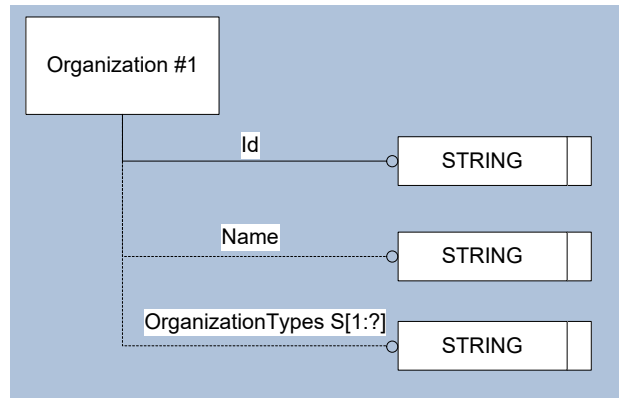 Organization #1
Id
STRING
Name
STRING
OrganizationTypes S[1:?]
STRING